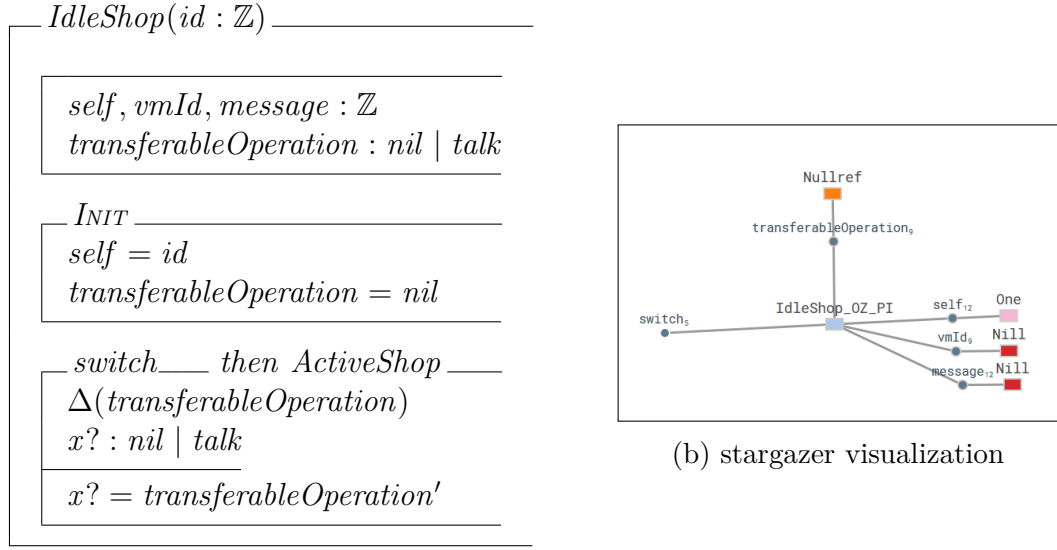 IdleShop(id : ℤ)
self, vmId, message : ℤ
transferableOperation : nil | talk
INIT
self = id
transferableOperation = nil
switch then ActiveShop
Δ(transferableOperation)
x? : nil | talk
x? = transferableOperation′
Nullref
transferableOperation₉
IdleShop_OZ_PI
switch₅
self₁₂
One
vmId₉
Nill
message₁₂
Nill
(b) stargazer visualization